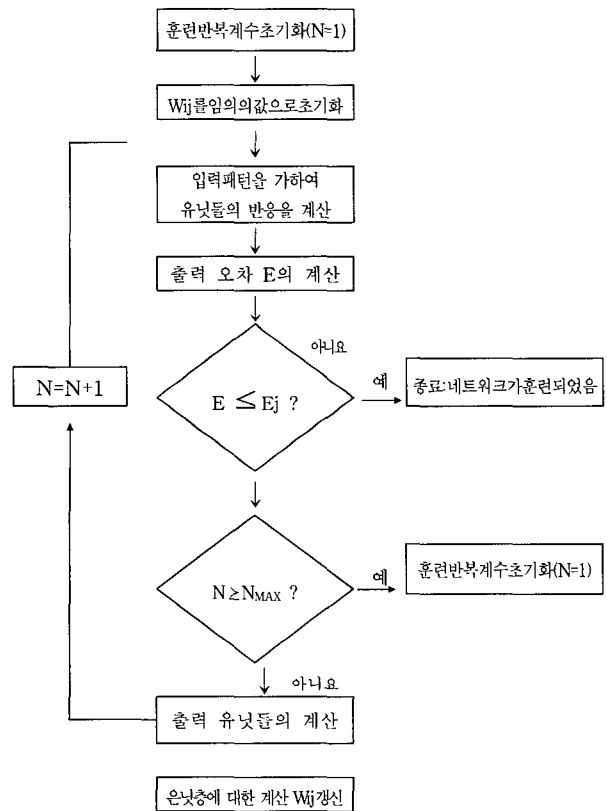 훈련반복계수초기화(N=1)
Wij를임의의값으로초기화
입력패턴을 가하여
유닛들의 반응을 계산
출력 오차 E의 계산
아니요
N=N+1
E ≦ Ej ?
예
종료:네트워크가훈련되었음
N≥NMAX ?
예
훈련반복계수초기화(N=1)
아니요
출력 유닛들의 계산
은닛층에 대한 계산 Wij갱신